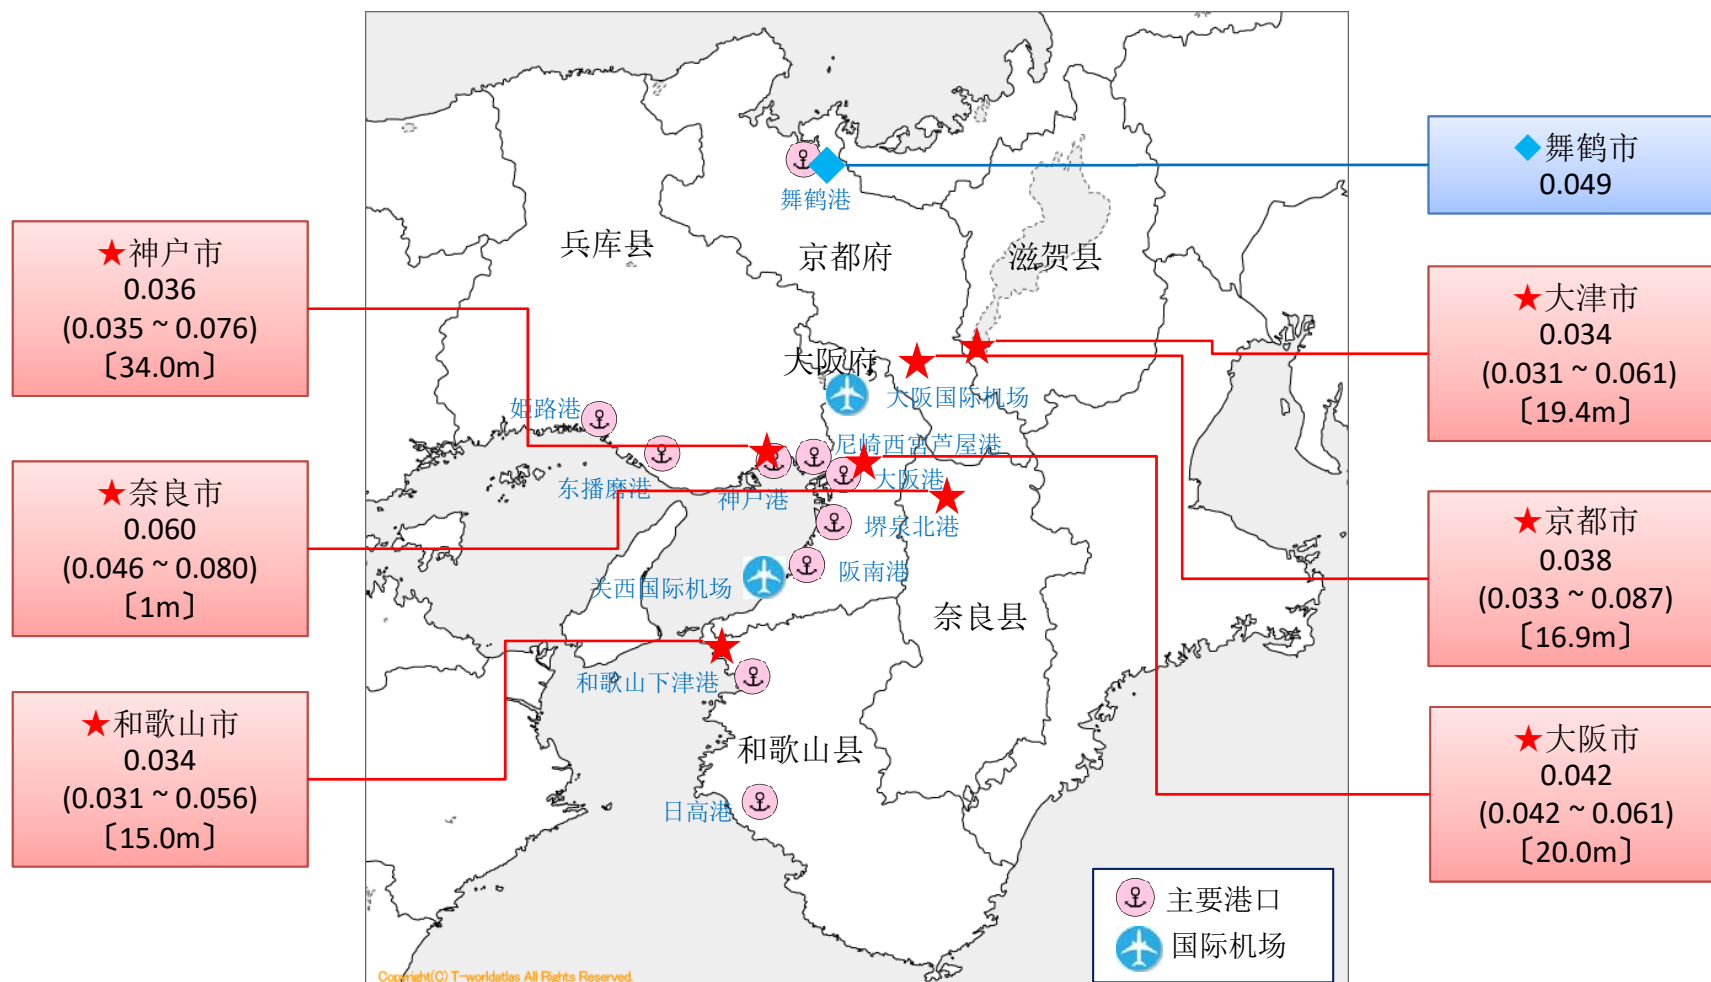 ★神户市
0.036
(0.035 ~ 0.076)
〔34.0m〕
★奈良市
0.060
(0.046 ~ 0.080)
〔1m〕
★和歌山市
0.034
(0.031 ~ 0.056)
〔15.0m〕
舞鹤港
兵库县
京都府
滋贺县
大阪府
大阪国际机场
姫路港
尼崎西宫芦屋港
东播磨港
神户港
大阪港
堺泉北港
阪南港
关西国际机场
奈良县
和歌山下津港
和歌山县
日高港
主要港口
国际机场
Copyright(C) T-worldatlas All Rights Reserved.
◆舞鹤市
0.049
★大津市
0.034
(0.031 ~ 0.061)
〔19.4m〕
★京都市
0.038
(0.033 ~ 0.087)
〔16.9m〕
★大阪市
0.042
(0.042 ~ 0.061)
〔20.0m〕